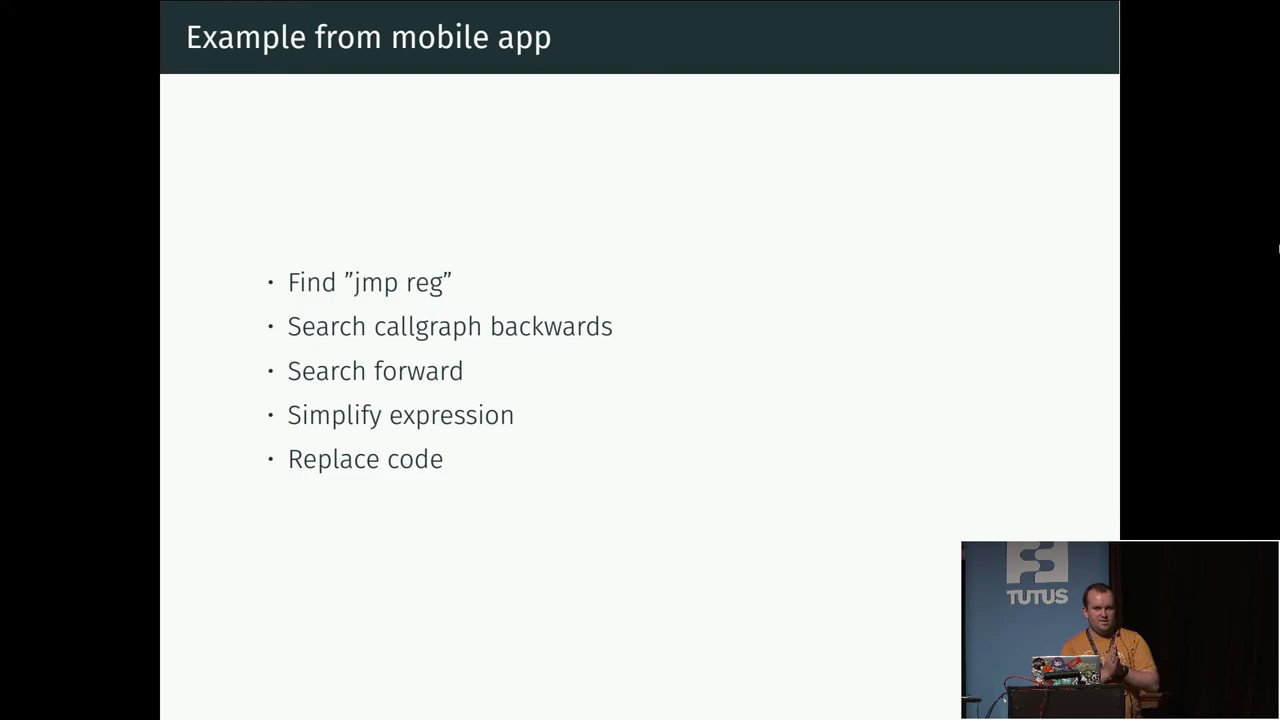 Example from mobile app
· Find ”jmp reg”
· Search callgraph backwards
· Search forward
· Simplify expression
· Replace code
TUTUS